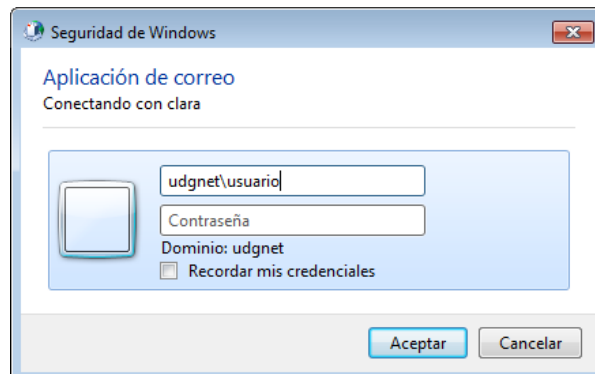 Seguridad de Windows
Aplicación de correo
Conectando con clara
udgnet\usuario
Contraseña
Dominio: udgnet
Recordar mis credenciales
Aceptar
Cancelar